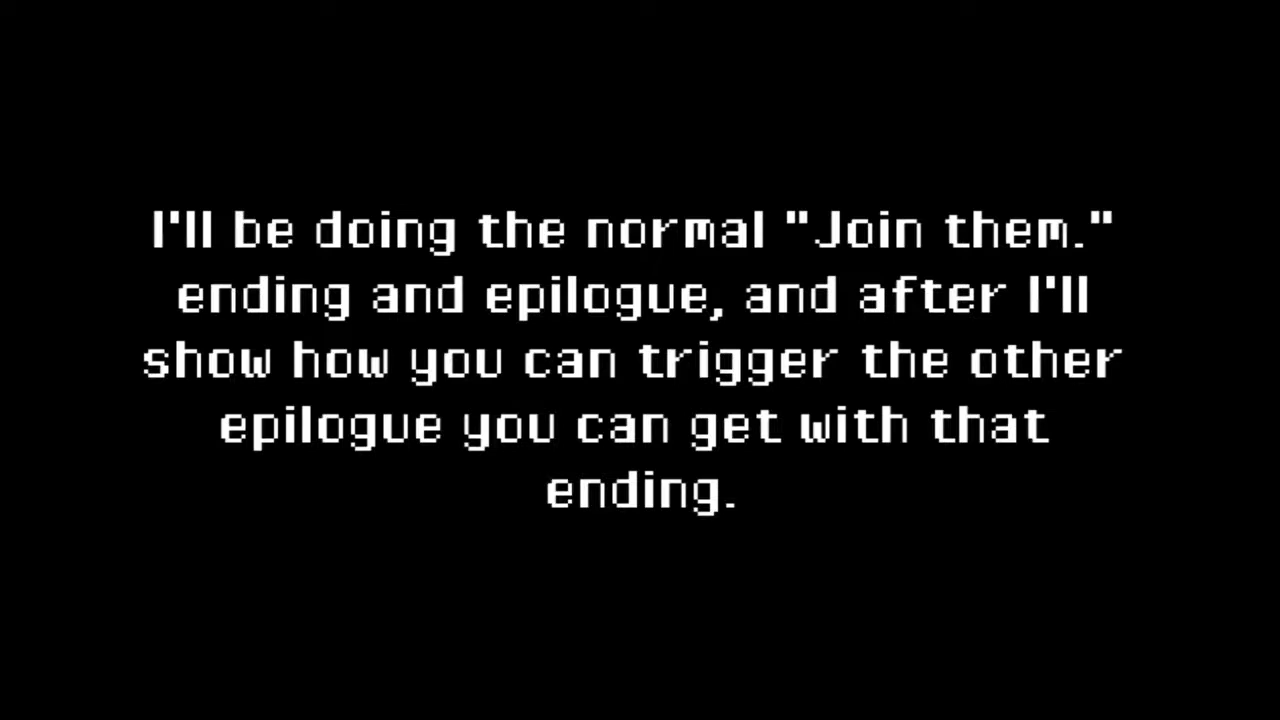 I'll be doing the normal "Join them."
ending and epilogue, and after I'll
show how you can trigger the other
epilogue you can get with that
ending.